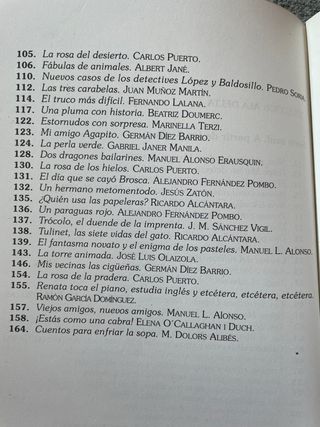 105. La rosa del desierto. CARLOS PUERTO.
106. Fábulas de animales. ALBERT JANÉ.
110. Nuevos casos de los detectives López y Baldosillo. PEDRO SORIA.
112. Las tres carabelas. JUAN MUÑOZ MARTÍN.
114. El truco más difícil. FERNANDO LALANA.
117. Una pluma con historia. BEATRIZ DOUMERC.
122. Estornudos con sorpresa. MARINELLA TERZI.
123. Mi amigo Agapito. GERMÁN DÍEZ BARRIO.
124. La perla verde. GABRIEL JANER MANILA.
128. Dos dragones bailarines. MANUEL ALONSO ERAUSQUIN.
130. La rosa de los hielos. CARLOS PUERTO.
131. El día que se cayó Brosca. ALEJANDRO FERNÁNDEZ POMBO.
132. Un hermano metomentodo. JESÚS ZATÓN.
135. ¿Quién usa las papeleras? RICARDO ALCÁNTARA.
136. Un paraguas rojo. ALEJANDRO FERNÁNDEZ POMBO.
137. Trócolo, el duende de la imprenta. J. M. SÁNCHEZ VIGIL.
138. Tulinet, las siete vidas del gato. RICARDO ALCÁNTARA.
139. El fantasma novato y el enigma de los pasteles. MANUEL L. ALONSO.
143. A la torre animada. JOSÉ LUIS OLAIZOLA.
146. Mis vecinas las cigüeñas. GERMÁN DÍEZ BARRIO.
154. La rosa de la pradera. CARLOS PUERTO.
155. Renata toca el piano, estudia inglés y etcétera, etcétera, etcétera.
RAMÓN GARCÍA DOMÍNGUEZ.
157. Viejos amigos, nuevos amigos. MANUEL L. ALONSO.
158. ¡Estás como una cabra! ELENA O'CALLAGHAN I DUCH.
164. Cuentos para enfriar la sopa. M. DOLORS ALIBÉS.